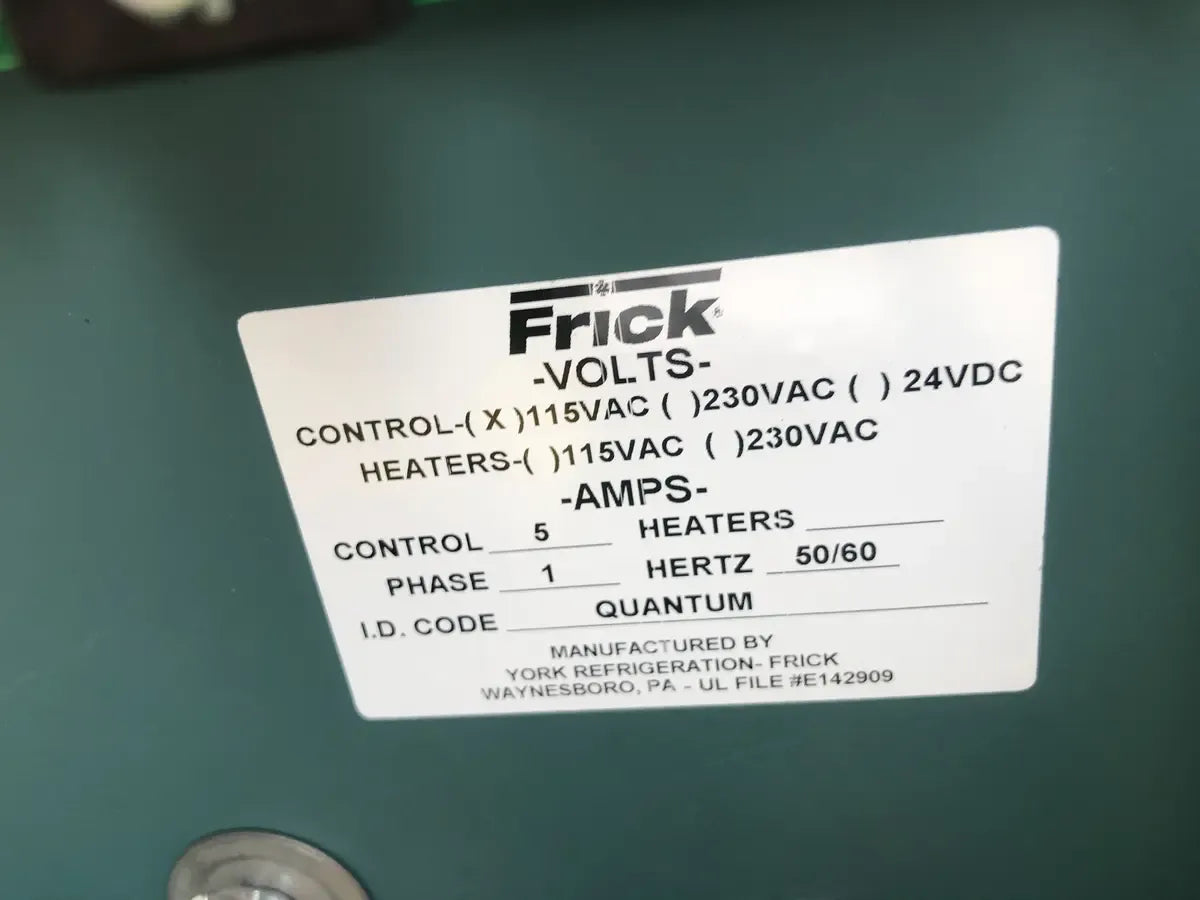 Frick®
-VOLTS-
CONTROL-( X )115VAC ( )230VAC ( ) 24VDC
HEATERS-( )115VAC ( )230VAC
-AMPS-
CONTROL 5 HEATERS
PHASE 1 HERTZ 50/60
I.D. CODE QUANTUM
MANUFACTURED BY
YORK REFRIGERATION- FRICK
WAYNESBORO, PA - UL FILE #E142909